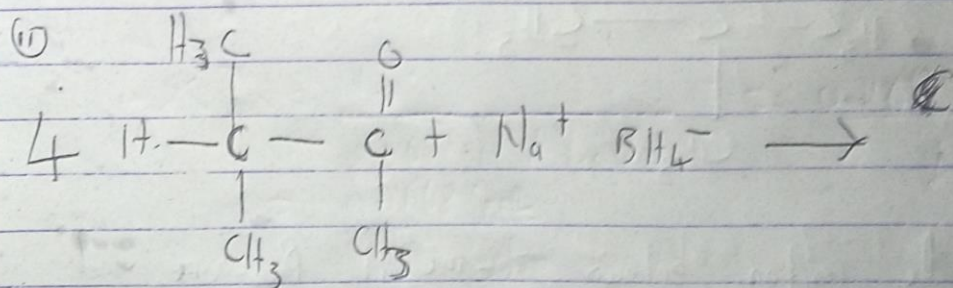 (ii) H3C O
||
4 H-—C — C + Na+ BH4- →
CH3 CH3